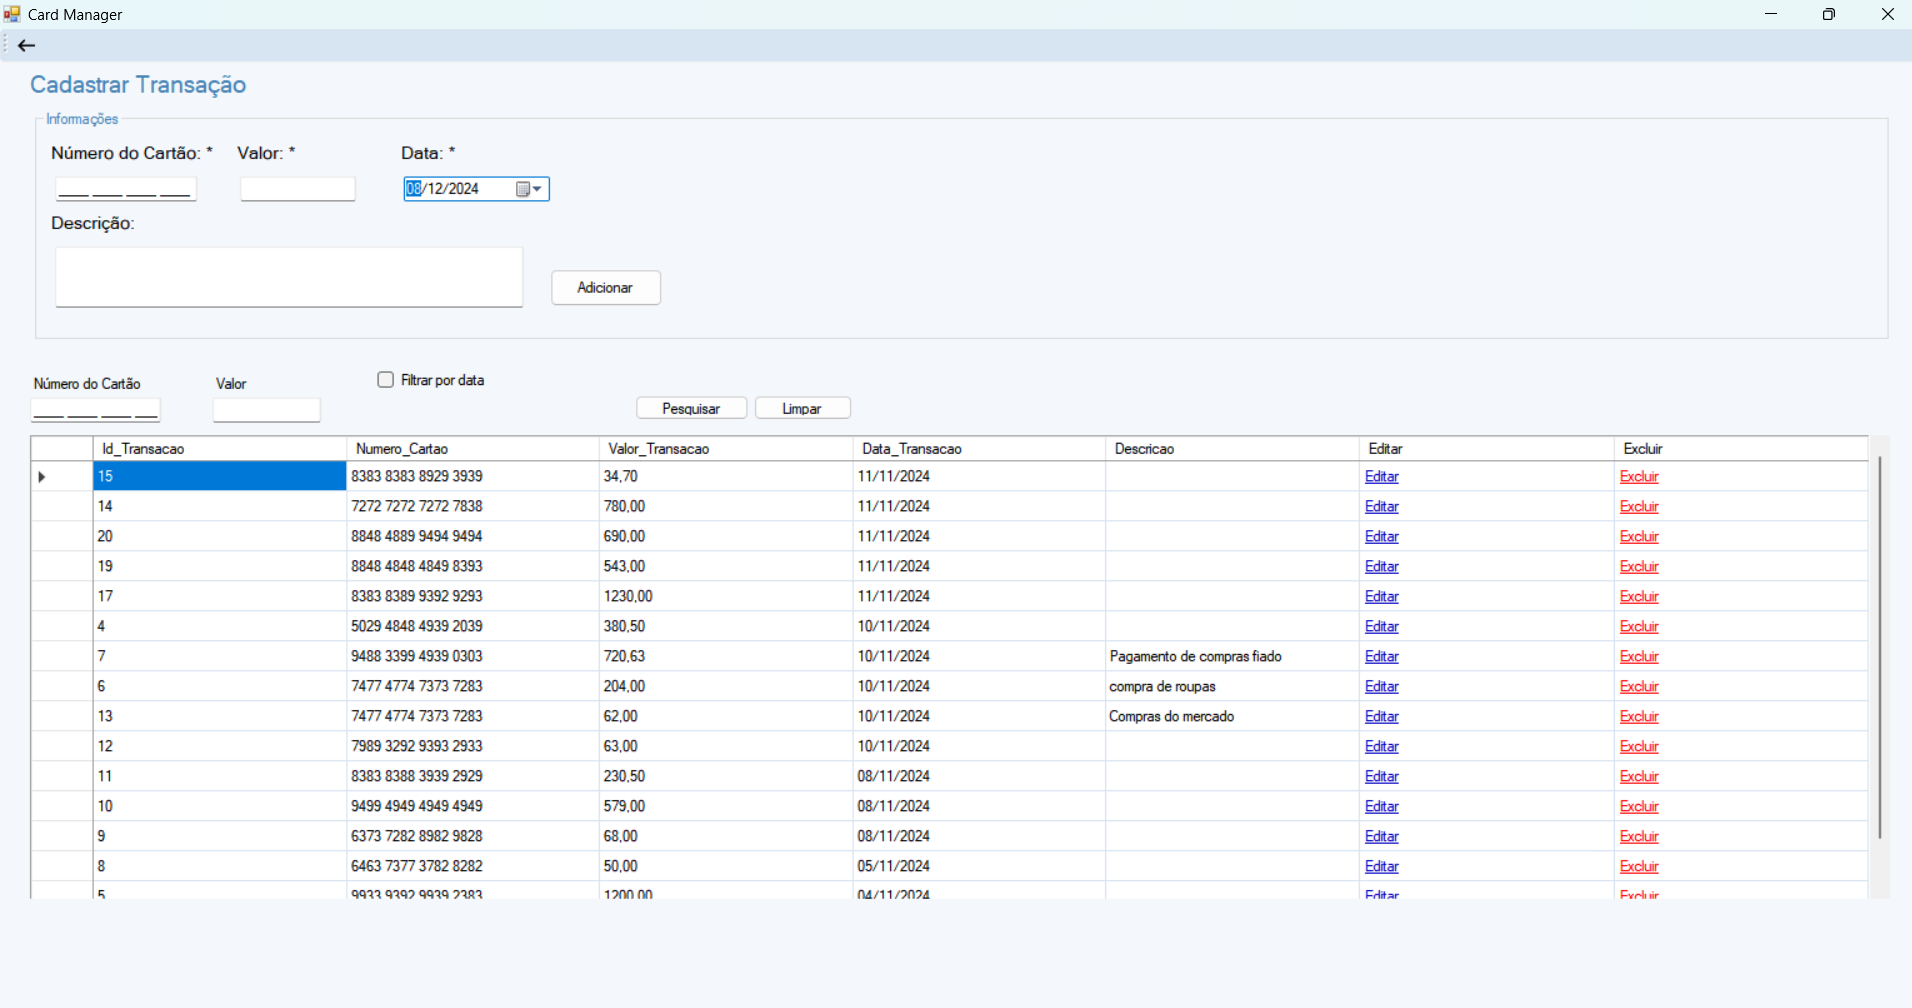 Card Manager
Cadastrar Transação
Informações
Número do Cartão: * Valor: * Data: *
____ ____ ____ ____ 08/12/2024
Descrição:
Adicionar
Número do Cartão Valor Filtrar por data
____ ____ ____ ____ Pesquisar Limpar
Id_Transacao Numero_Cartao Valor_Transacao Data_Transacao Descricao Editar Excluir
15 8383 8383 8929 3939 34,70 11/11/2024 Editar Excluir
14 7272 7272 7272 7838 780,00 11/11/2024 Editar Excluir
20 8848 4889 9494 9494 690,00 11/11/2024 Editar Excluir
19 8848 4848 4849 8393 543,00 11/11/2024 Editar Excluir
17 8383 8389 9392 9293 1230,00 11/11/2024 Editar Excluir
4 5029 4848 4939 2039 380,50 10/11/2024 Editar Excluir
7 9488 3399 4939 0303 720,63 10/11/2024 Pagamento de compras fiado Editar Excluir
6 7477 4774 7373 7283 204,00 10/11/2024 compra de roupas Editar Excluir
13 7477 4774 7373 7283 62,00 10/11/2024 Compras do mercado Editar Excluir
12 7989 3292 9393 2933 63,00 10/11/2024 Editar Excluir
11 8383 8388 3939 2929 230,50 08/11/2024 Editar Excluir
10 9499 4949 4949 4949 579,00 08/11/2024 Editar Excluir
9 6373 7282 8982 9828 68,00 08/11/2024 Editar Excluir
8 6463 7377 3782 8282 50,00 05/11/2024 Editar Excluir
5 9933 9392 9939 2383 1200,00 04/11/2024 Editar Excluir